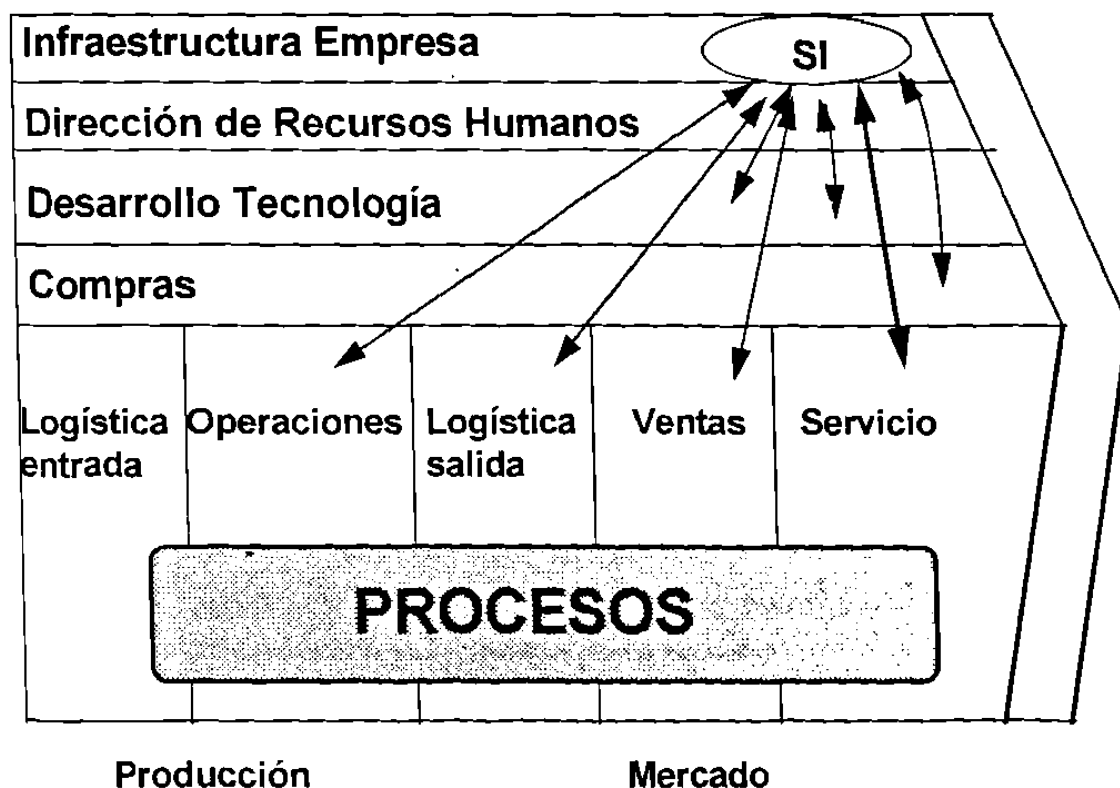 Infraestructura Empresa
SI
Dirección de Recursos Humanos
Desarrollo Tecnología
Compras
Logística
entrada
Operaciones
Logística
salida
Ventas
Servicio
PROCESOS
Producción
Mercado